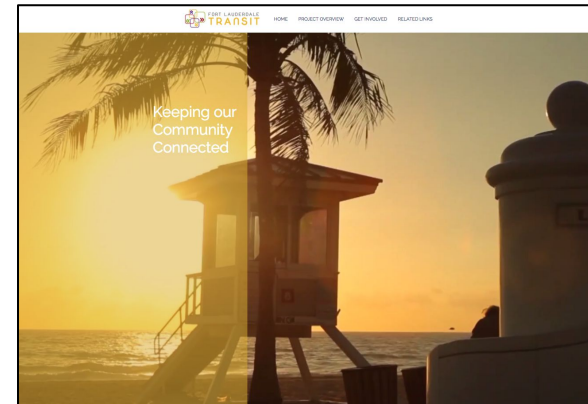 FORT LAUDERDALE
TRANSIT
HOME PROJECT OVERVIEW GET INVOLVED RELATED LINKS
Keeping our
Community
Connected